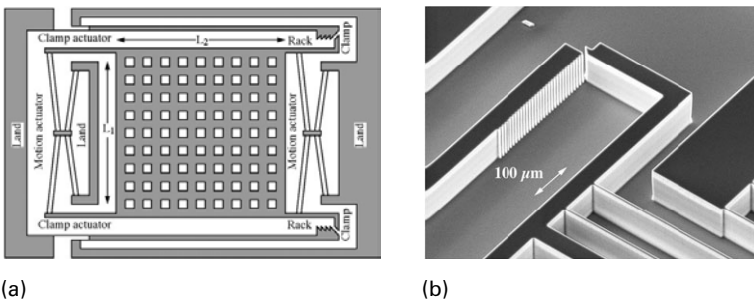 Clamp actuator
L2
Rack
Clamp
Land
Motion actuator
Land
L1
Motion actuator
Land
Clamp actuator
Rack
Clamp
100 µm
(a)
(b)